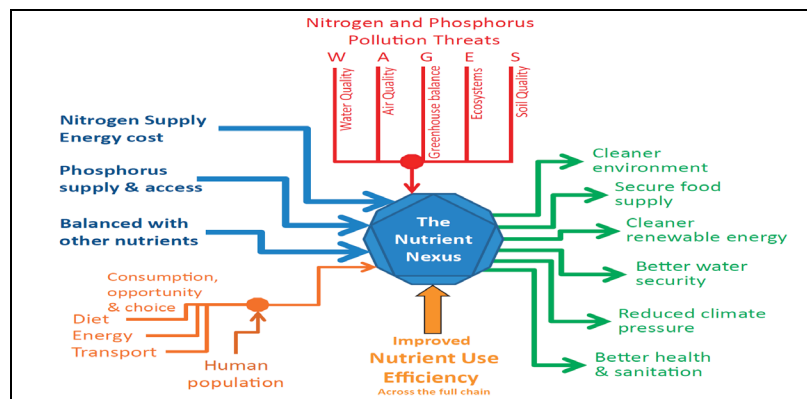 Nitrogen and Phosphorus
Pollution Threats
W A G E S
Water Quality
Air Quality
Greenhouse balance
Ecosystems
Soil Quality
Nitrogen Supply
Energy cost
Phosphorus
supply & access
Balanced with
other nutrients
Consumption,
opportunity
& choice
Diet
Energy
Transport
Human
population
The
Nutrient
Nexus
Improved
Nutrient Use
Efficiency
Across the full chain
Cleaner
environment
Secure food
supply
Cleaner
renewable energy
Better water
security
Reduced climate
pressure
Better health
& sanitation